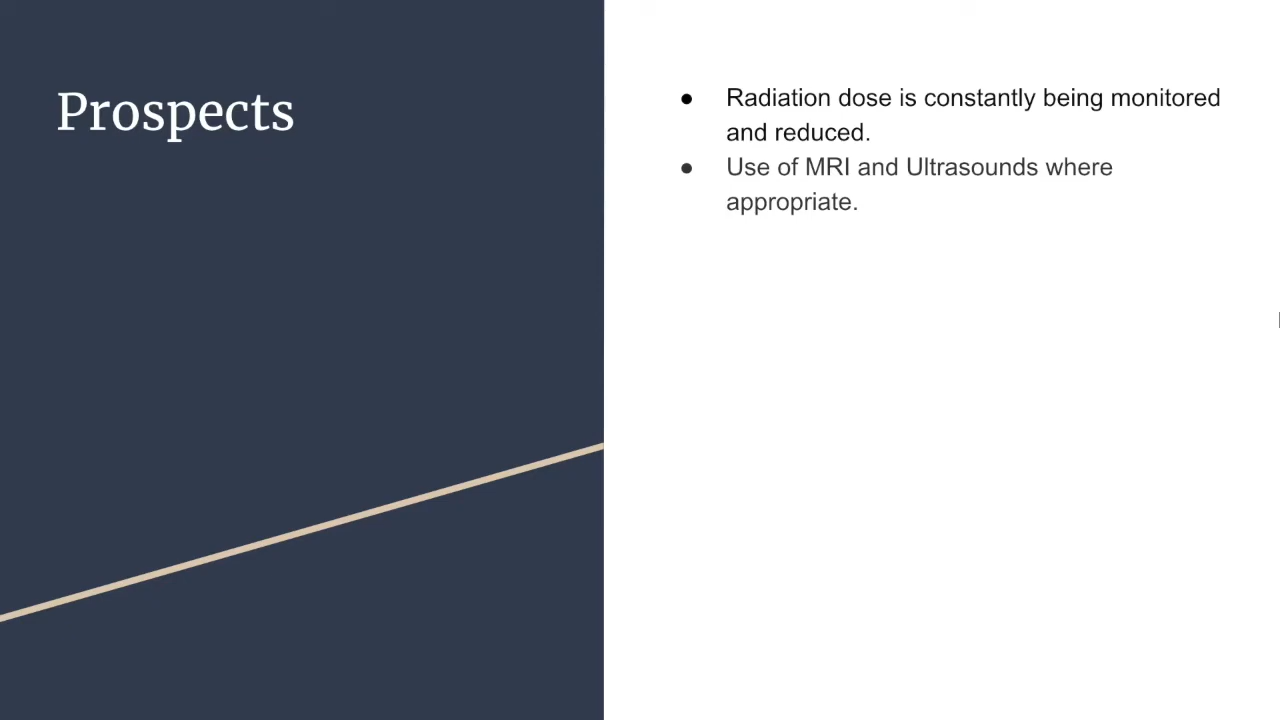 Prospects
● Radiation dose is constantly being monitored
and reduced.
● Use of MRI and Ultrasounds where
appropriate.